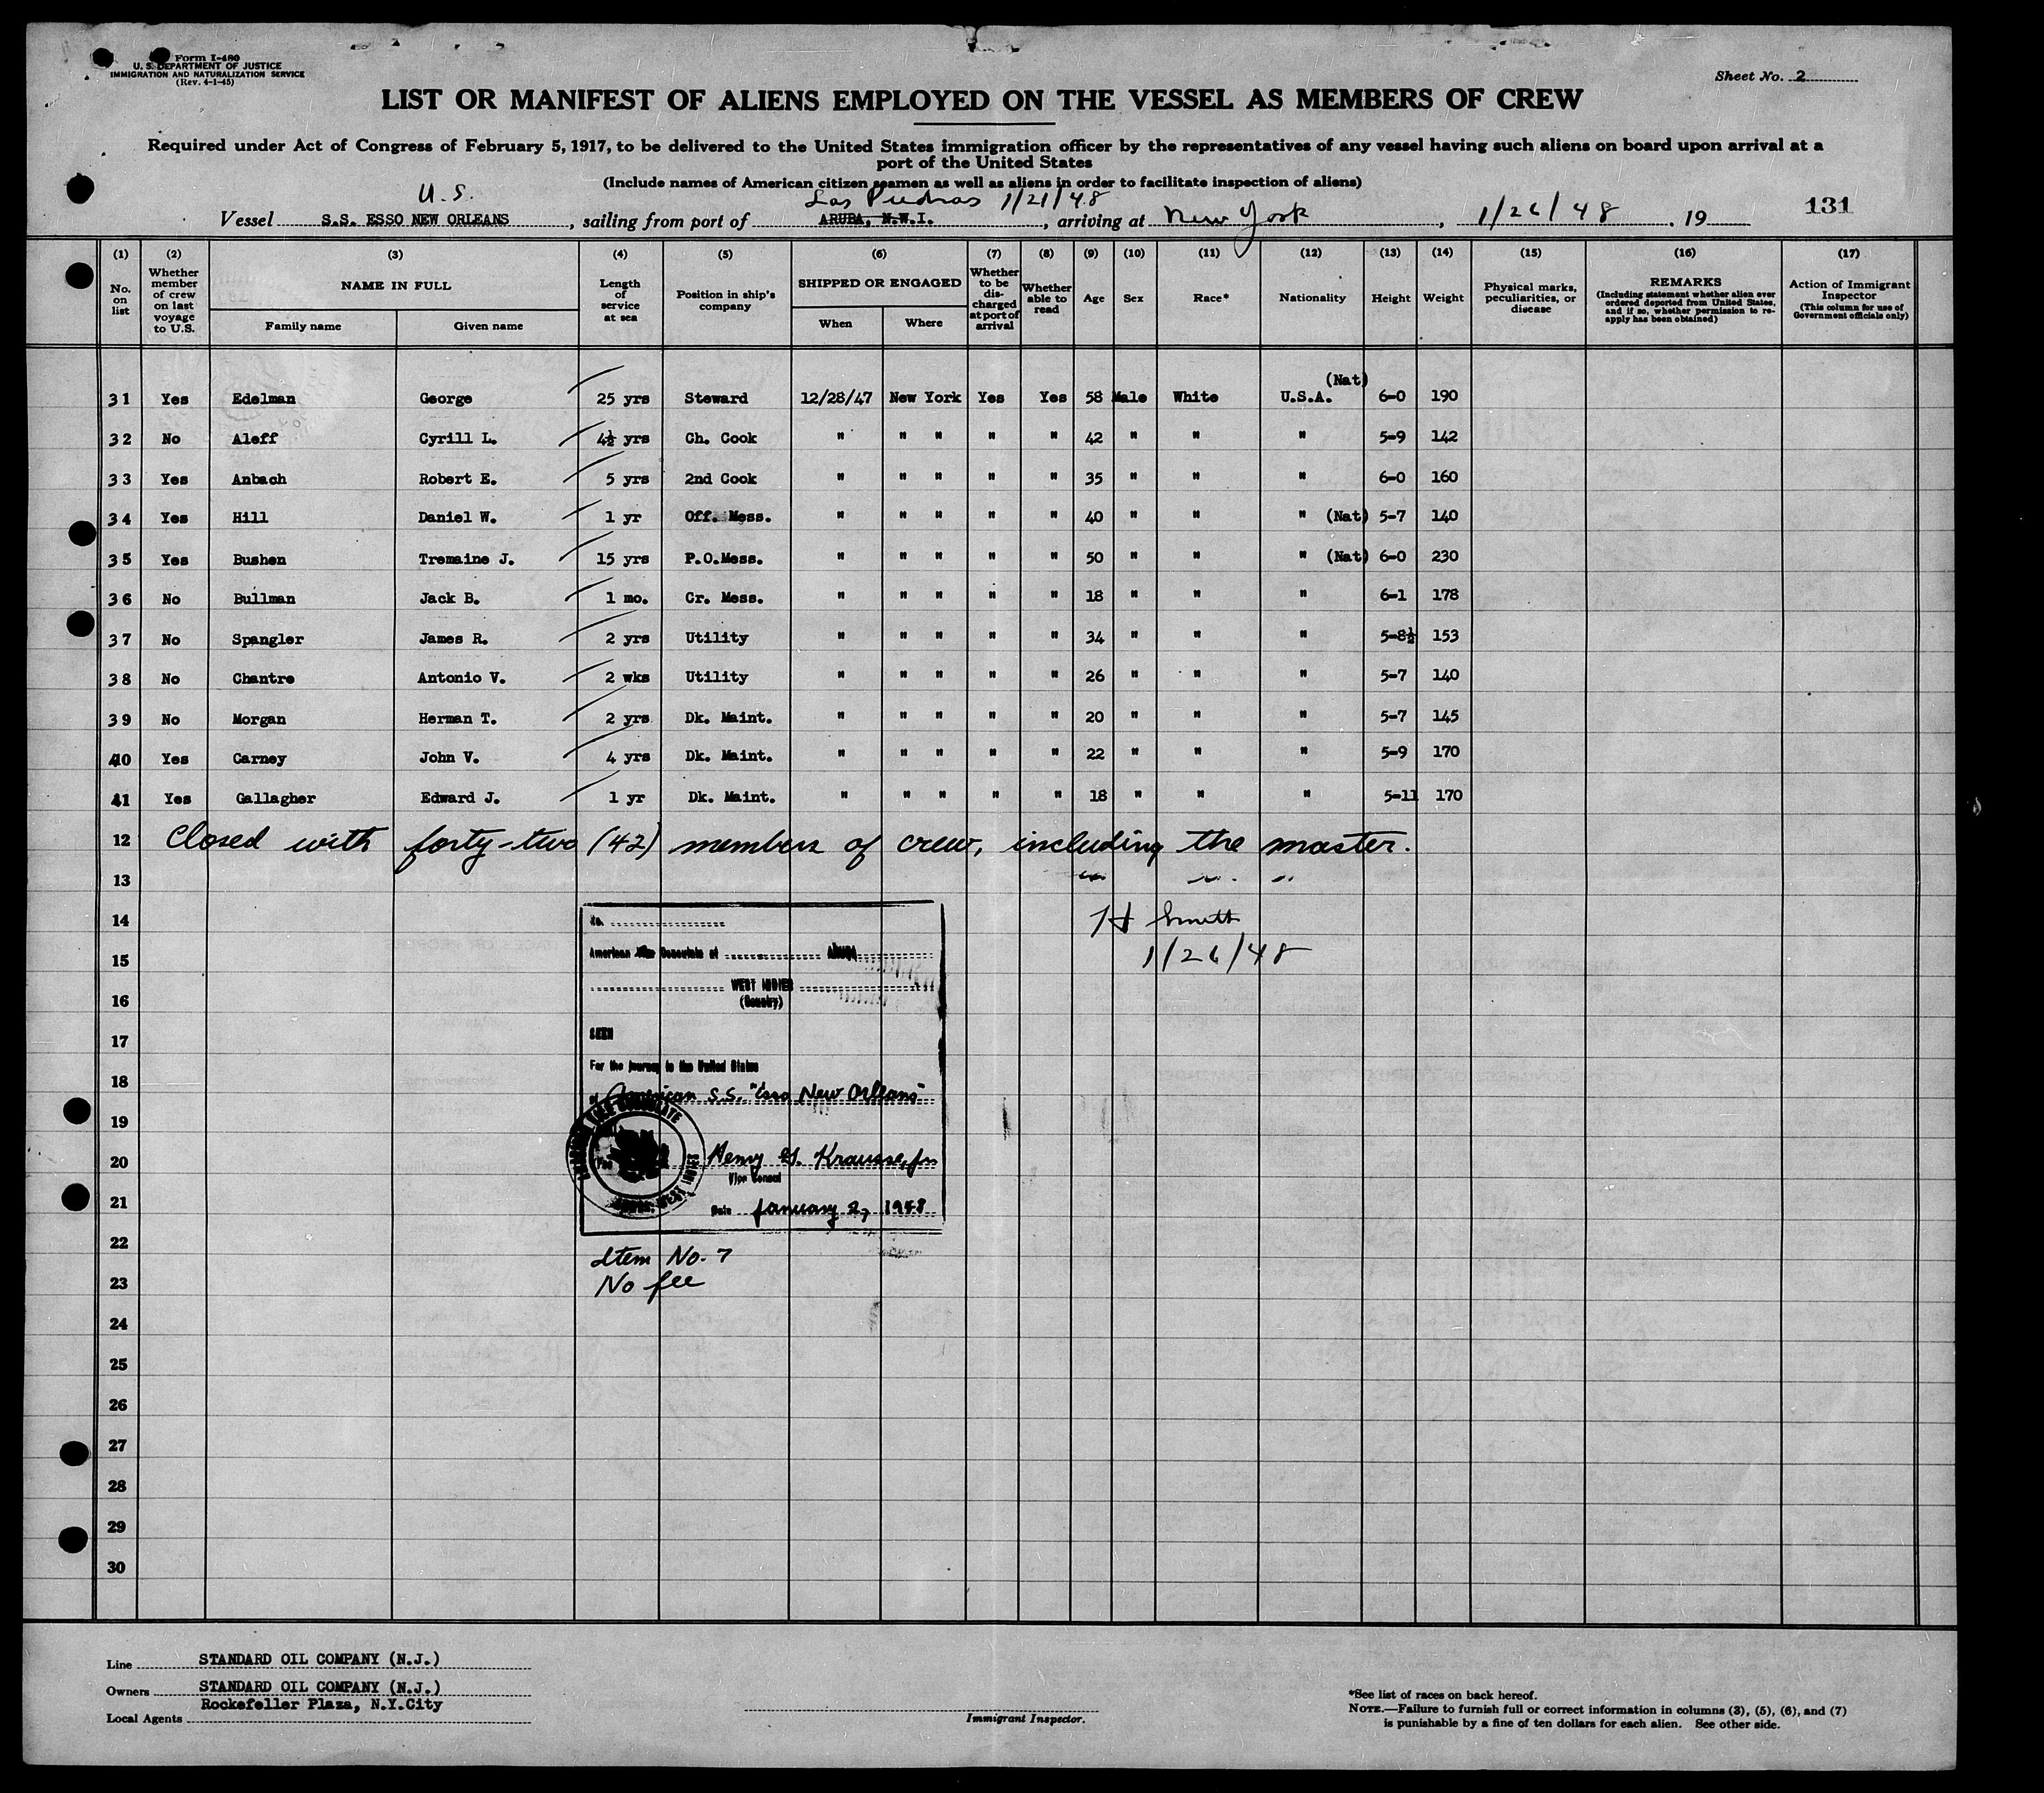 Form I-480
U. S. DEPARTMENT OF JUSTICE
IMMIGRATION AND NATURALIZATION SERVICE
(Rev. 4-1-45)
Sheet No. 2
LIST OR MANIFEST OF ALIENS EMPLOYED ON THE VESSEL AS MEMBERS OF CREW
Required under Act of Congress of February 5, 1917, to be delivered to the United States immigration officer by the representatives of any vessel having such aliens on board upon arrival at a
port of the United States
(Include names of American citizen seamen as well as aliens in order to facilitate inspection of aliens)
U.S. Las Piedras 1/21/48
Vessel S.S. ESSO NEW ORLEANS, sailing from port of ARUBA, N.W.I., arriving at New York, 1/26/48, 19
131
(1) (2) (3) (4) (5) (6) (7) (8) (9) (10) (11) (12) (13) (14) (15) (16) (17)
No. on list
Whether member of crew on last voyage to U.S.
NAME IN FULL
Family name
Given name
Length of service at sea
Position in ship's company
SHIPPED OR ENGAGED
When
Where
Whether to be discharged at port of arrival
Whether able to read
Age
Sex
Race*
Nationality
Height
Weight
Physical marks, peculiarities, or disease
REMARKS
(Including statement whether alien ever ordered deported from United States, and if so, whether permission to re-apply has been obtained)
Action of Immigrant Inspector
(This column for use of Government officials only)
31 Yes Edelman George 25 yrs Steward 12/28/47 New York Yes Yes 58 Male White U.S.A. (Nat) 6-0 190
32 No Aleff Cyrill L. 4½ yrs Ch. Cook " " " " " 42 " " " 5-9 142
33 Yes Anbach Robert E. 5 yrs 2nd Cook " " " " " 35 " " " 6-0 160
34 Yes Hill Daniel W. 1 yr Off. Mess. " " " " " 40 " " " (Nat) 5-7 140
35 Yes Bushen Tremaine J. 15 yrs P.O.Mess. " " " " " 50 " " " (Nat) 6-0 230
36 No Bullman Jack B. 1 mo. Cr. Mess. " " " " " 18 " " " 6-1 178
37 No Spangler James R. 2 yrs Utility " " " " " 34 " " " 5-8½ 153
38 No Chantre Antonio V. 2 wks Utility " " " " " 26 " " " 5-7 140
39 No Morgan Herman T. 2 yrs Dk. Maint. " " " " " 20 " " " 5-7 145
40 Yes Carney John V. 4 yrs Dk. Maint. " " " " " 22 " " " 5-9 170
41 Yes Gallagher Edward J. 1 yr Dk. Maint. " " " " " 18 " " " 5-11 170
12 Closed with forty-two (42) members of crew, including the master.
13
14 No. H Smith
15 American Vice Consulate at ARUBA 1/26/48
16 WEST INDIES
(Country)
17 SEEN
For the journey to the United States
18 of American S.S. "Esso New Orleans"
19
20 Henry G. Krausse, Jr.
Vice Consul
21 Date January 2, 1948
22 Item No. 7
23 No fee
24
25
26
27
28
29
30
Line STANDARD OIL COMPANY (N.J.)
Owners STANDARD OIL COMPANY (N.J.)
Rockefeller Plaza, N.Y.City
Local Agents
Immigrant Inspector.
*See list of races on back hereof.
NOTE.—Failure to furnish full or correct information in columns (3), (5), (6), and (7)
is punishable by a fine of ten dollars for each alien. See other side.